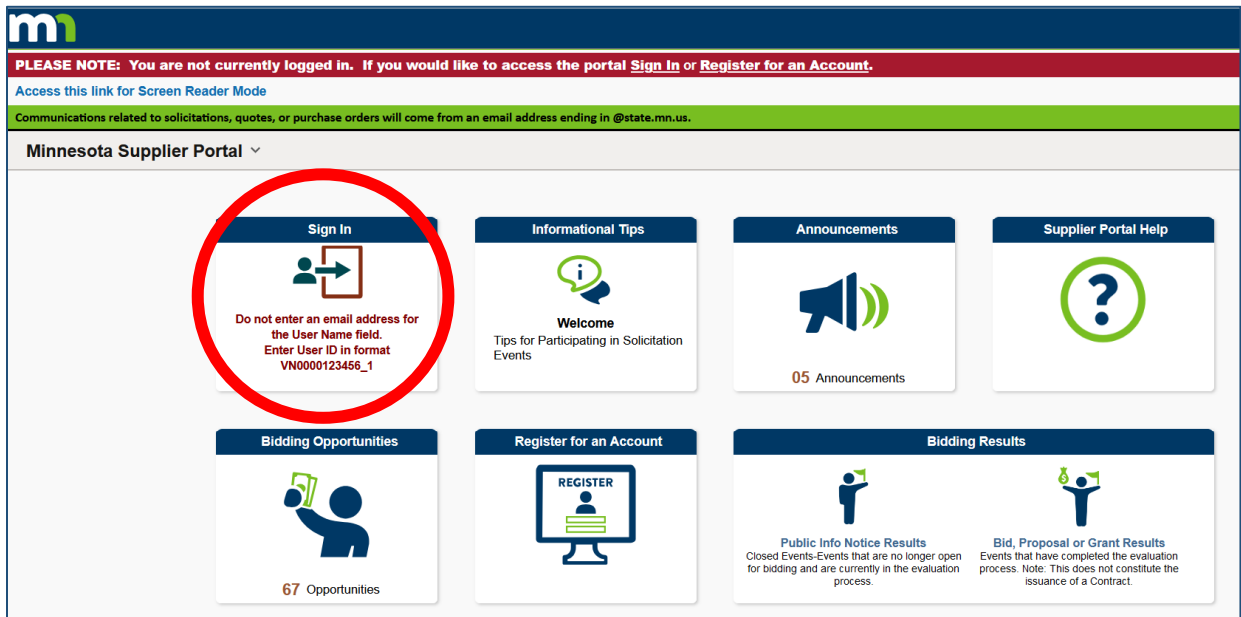 mn
PLEASE NOTE: You are not currently logged in. If you would like to access the portal Sign In or Register for an Account.
Access this link for Screen Reader Mode
Communications related to solicitations, quotes, or purchase orders will come from an email address ending in @state.mn.us.
Minnesota Supplier Portal
Sign In
Do not enter an email address for
the User Name field.
Enter User ID in format
VN0000123456_1
Informational Tips
Welcome
Tips for Participating in Solicitation
Events
Announcements
05 Announcements
Supplier Portal Help
Bidding Opportunities
67 Opportunities
Register for an Account
REGISTER
Bidding Results
Public Info Notice Results
Closed Events-Events that are no longer open
for bidding and are currently in the evaluation
process.
Bid, Proposal or Grant Results
Events that have completed the evaluation
process. Note: This does not constitute the
issuance of a Contract.